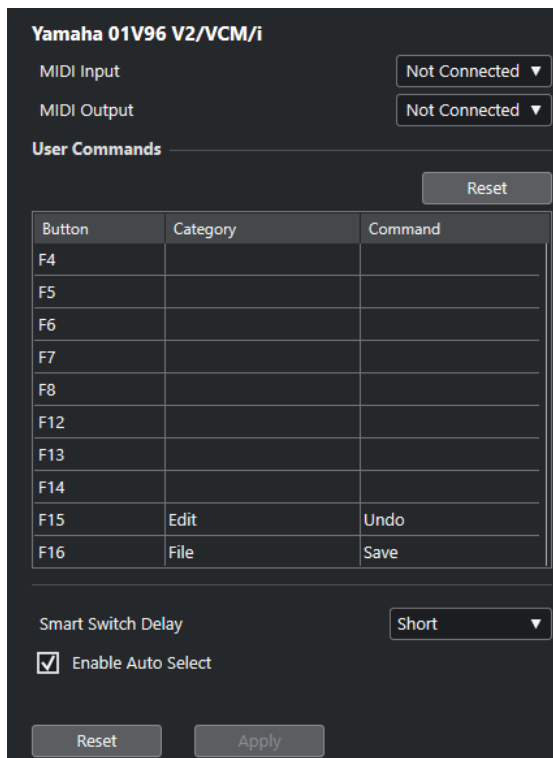 Yamaha 01V96 V2/VCM/i
MIDI Input Not Connected
MIDI Output Not Connected
User Commands
Reset
Button Category Command
F4
F5
F6
F7
F8
F12
F13
F14
F15 Edit Undo
F16 File Save
Smart Switch Delay Short
Enable Auto Select
Reset Apply